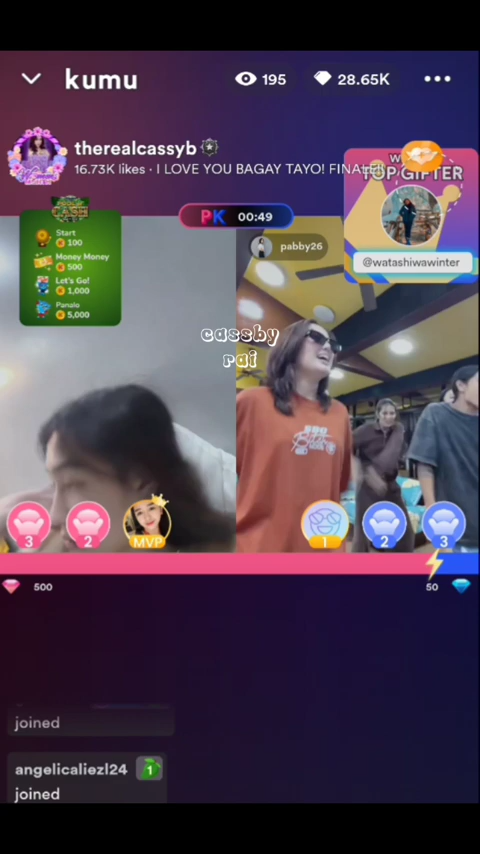 kumu
195
28.65K
therealcassyb
16.73K likes · I LOVE YOU BAGAY TAYO! FINALE!!
TOP GIFTER
@watashiwawinter
PK 00:49
pabby26
Start
100
Money Money
500
Let's Go!
1,000
Panalo
5,000
cassby
rai
3
2
MVP
1
2
3
500
50
joined
angelicaliezl24 1
joined